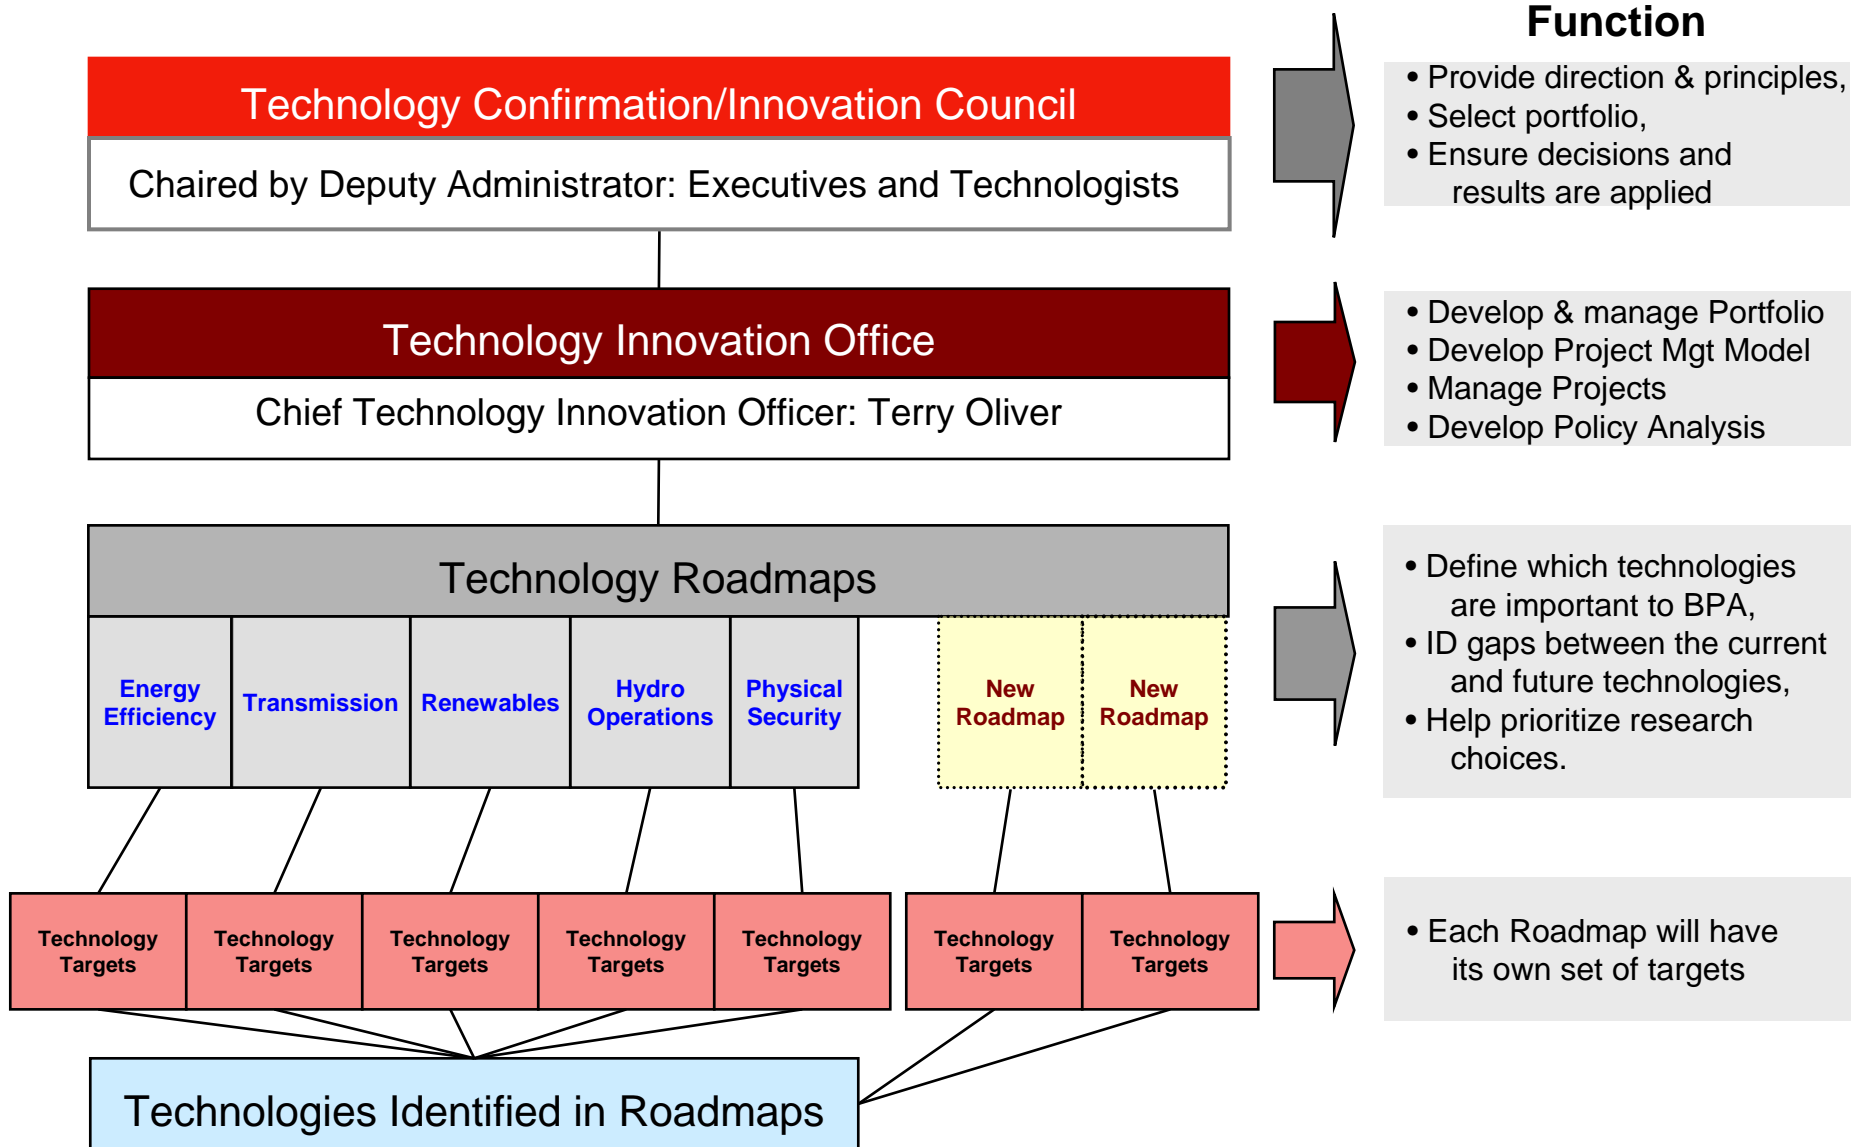 Function
Technology Confirmation/Innovation Council
Chaired by Deputy Administrator: Executives and Technologists
• Provide direction & principles,
• Select portfolio,
• Ensure decisions and
results are applied
Technology Innovation Office
Chief Technology Innovation Officer: Terry Oliver
• Develop & manage Portfolio
• Develop Project Mgt Model
• Manage Projects
• Develop Policy Analysis
Technology Roadmaps
Energy
Efficiency
Transmission
Renewables
Hydro
Operations
Physical
Security
New
Roadmap
New
Roadmap
• Define which technologies
are important to BPA,
• ID gaps between the current
and future technologies,
• Help prioritize research
choices.
Technology
Targets
Technology
Targets
Technology
Targets
Technology
Targets
Technology
Targets
Technology
Targets
Technology
Targets
• Each Roadmap will have
its own set of targets
Technologies Identified in Roadmaps